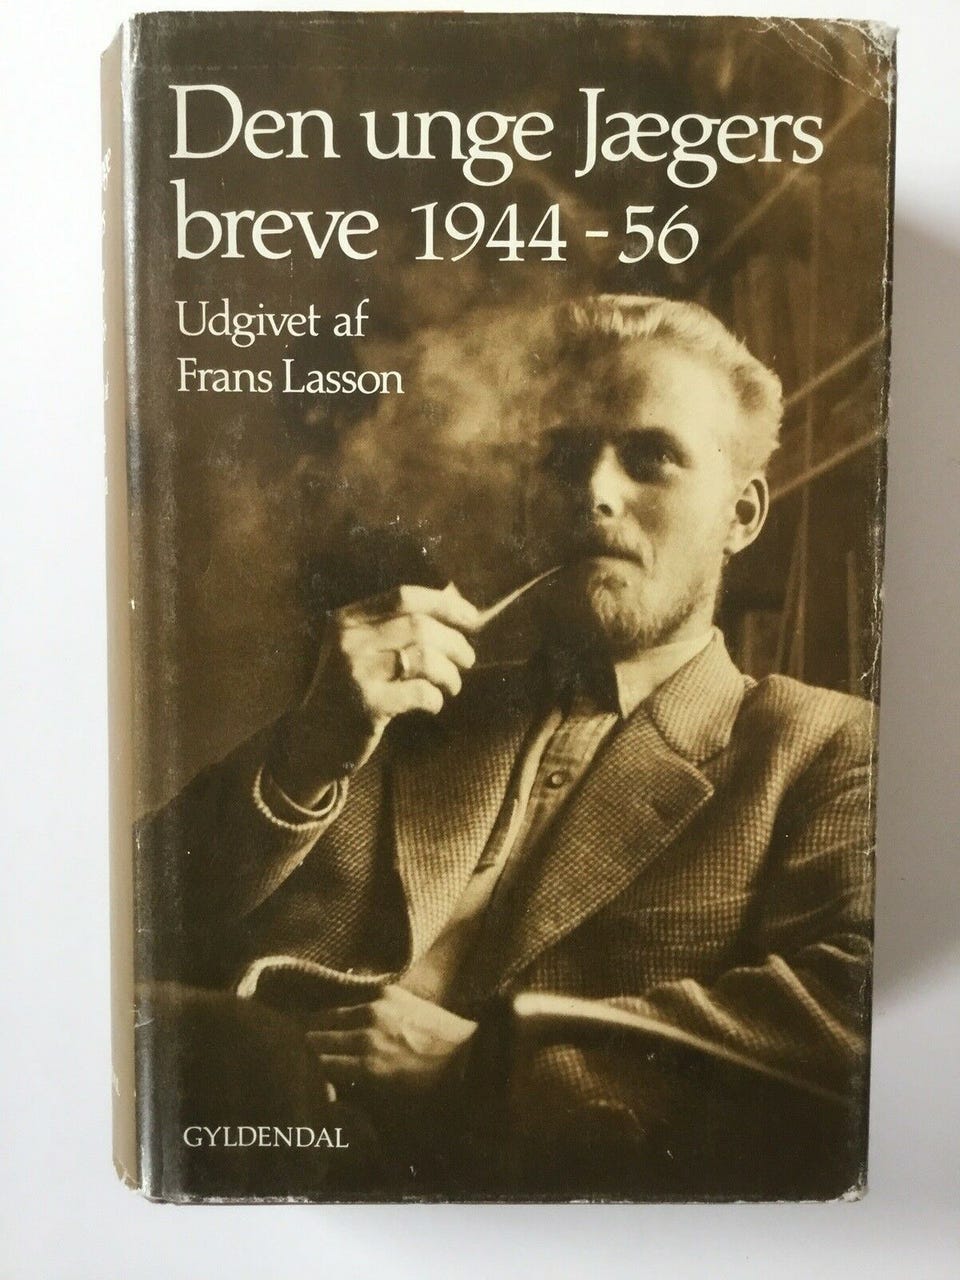 Den unge Jægers
breve 1944-56
Udgivet af
Frans Lasson
GYLDENDAL